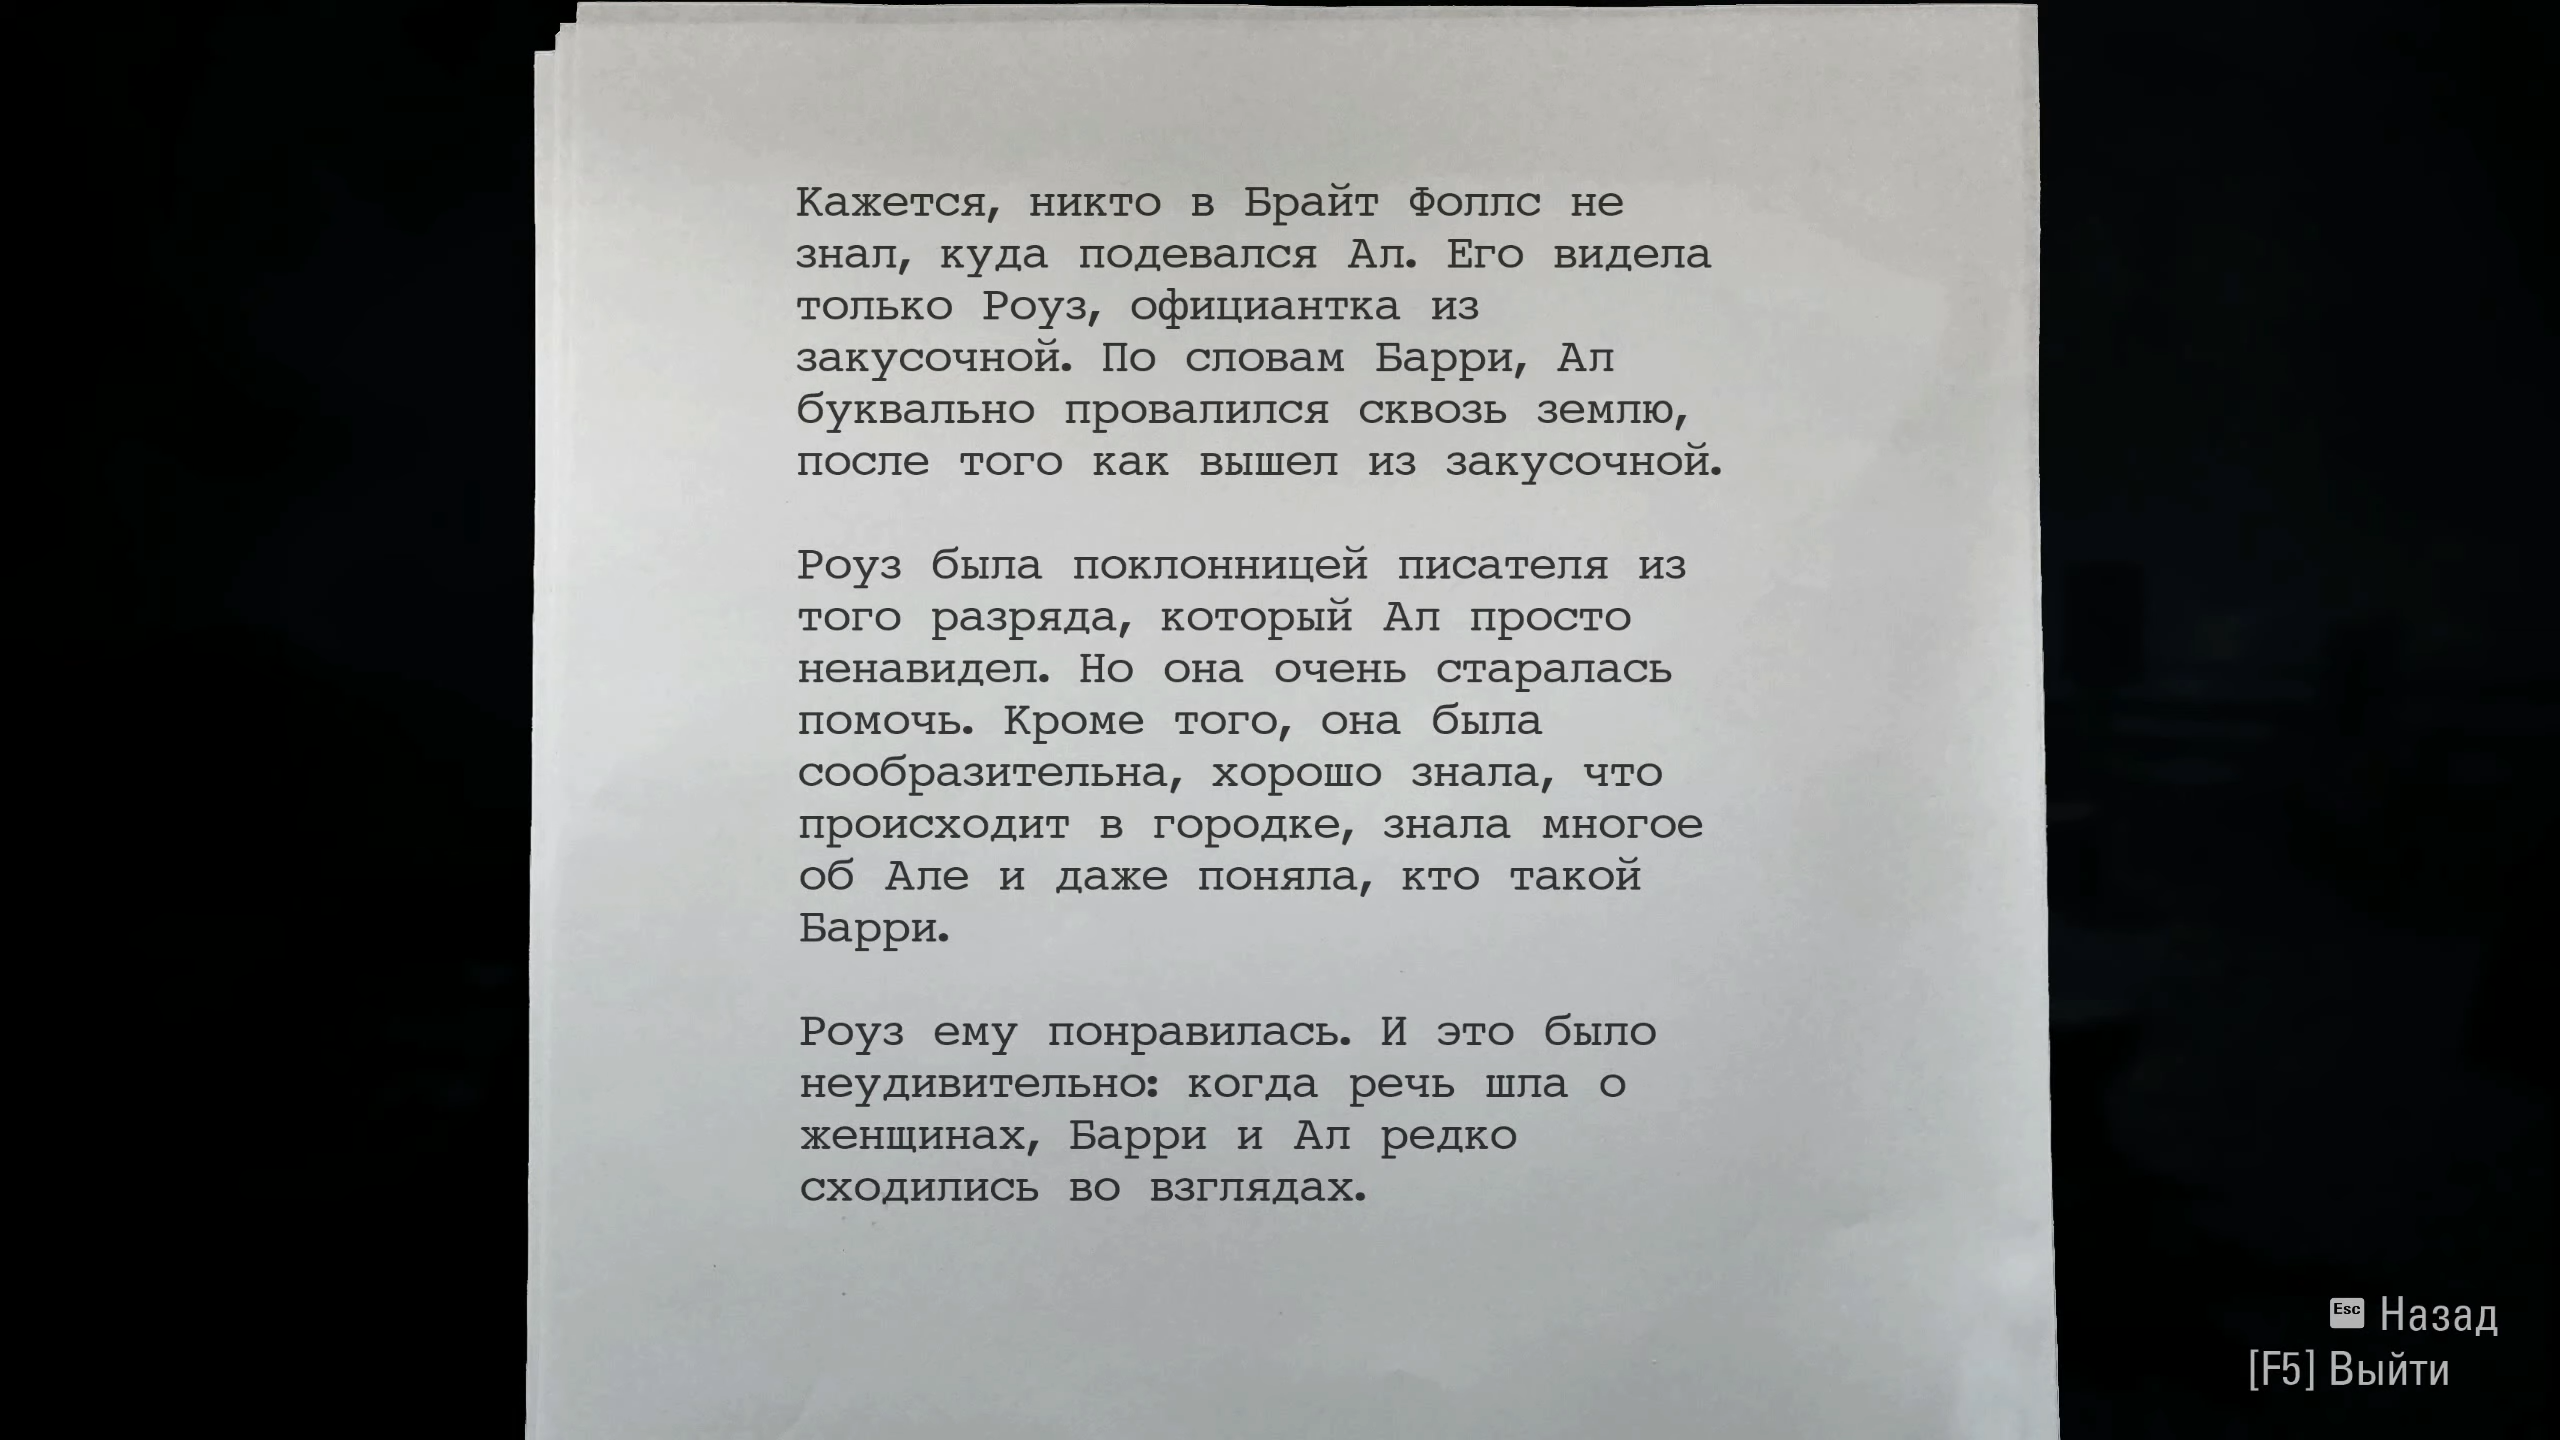 Кажется, никто в Брайт Фоллс не
знал, куда подевался Ал. Его видела
только Роуз, официантка из
закусочной. По словам Барри, Ал
буквально провалился сквозь землю,
после того как вышел из закусочной.
Роуз была поклонницей писателя из
того разряда, который Ал просто
ненавидел. Но она очень старалась
помочь. Кроме того, она была
сообразительна, хорошо знала, что
происходит в городке, знала многое
об Але и даже поняла, кто такой
Барри.
Роуз ему понравилась. И это было
неудивительно: когда речь шла о
женщинах, Барри и Ал редко
сходились во взглядах.
Esc Назад
[F5] Выйти